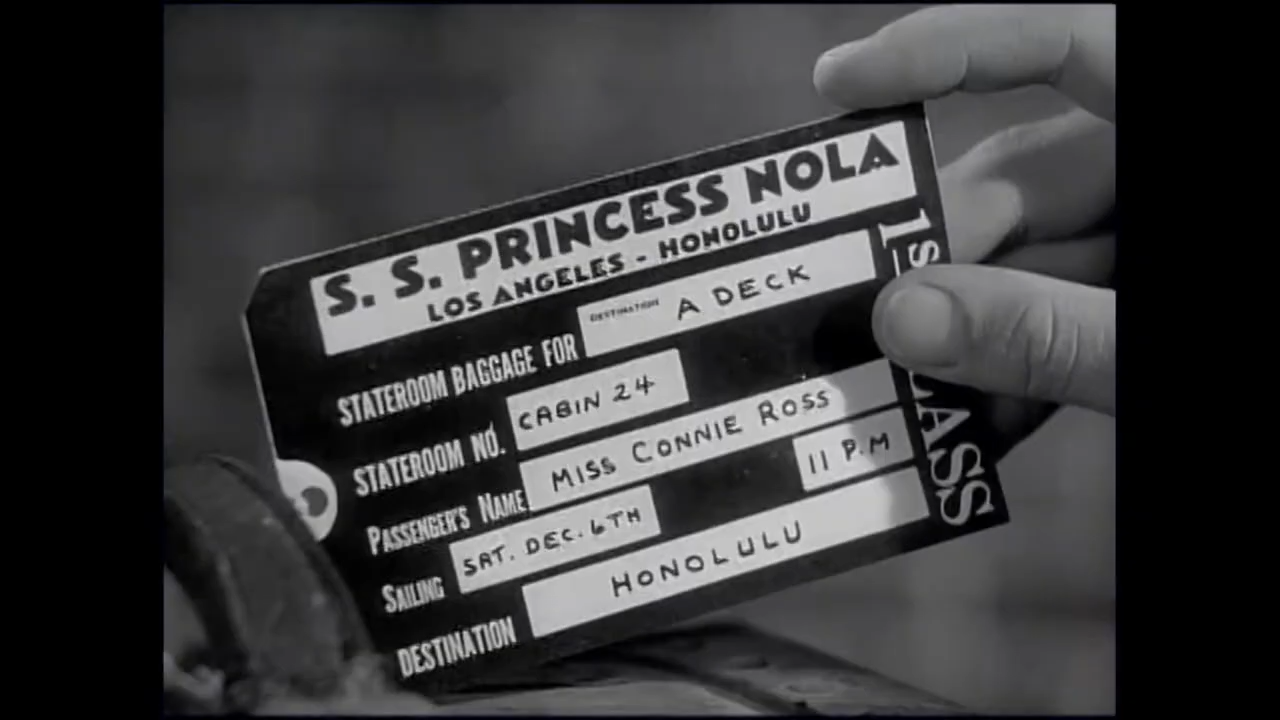 S. S. PRINCESS NOLA
LOS ANGELES - HONOLULU
STATEROOM BAGGAGE FOR DESTINATION A DECK
STATEROOM NO. CABIN 24
PASSENGER'S NAME MISS CONNIE ROSS
SAILING SAT. DEC. 6TH 11 P.M
DESTINATION HONOLULU
1ST